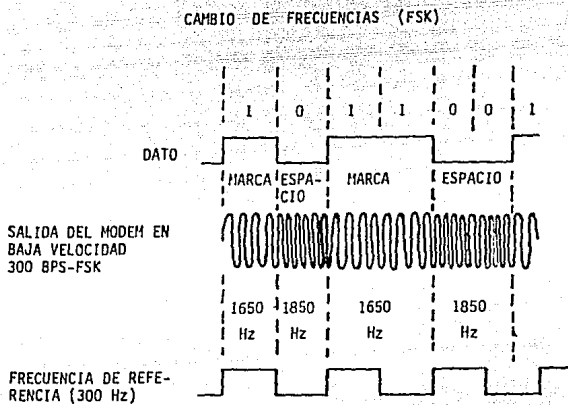 CAMBIO DE FRECUENCIAS (FSK)
1 0 1 1 0 0 1
DATO
MARCA ESPA- MARCA ESPACIO
CIO
SALIDA DEL MODEM EN
BAJA VELOCIDAD
300 BPS-FSK
1650 1850 1650 1850
Hz Hz Hz Hz
FRECUENCIA DE REFE-
RENCIA (300 Hz)